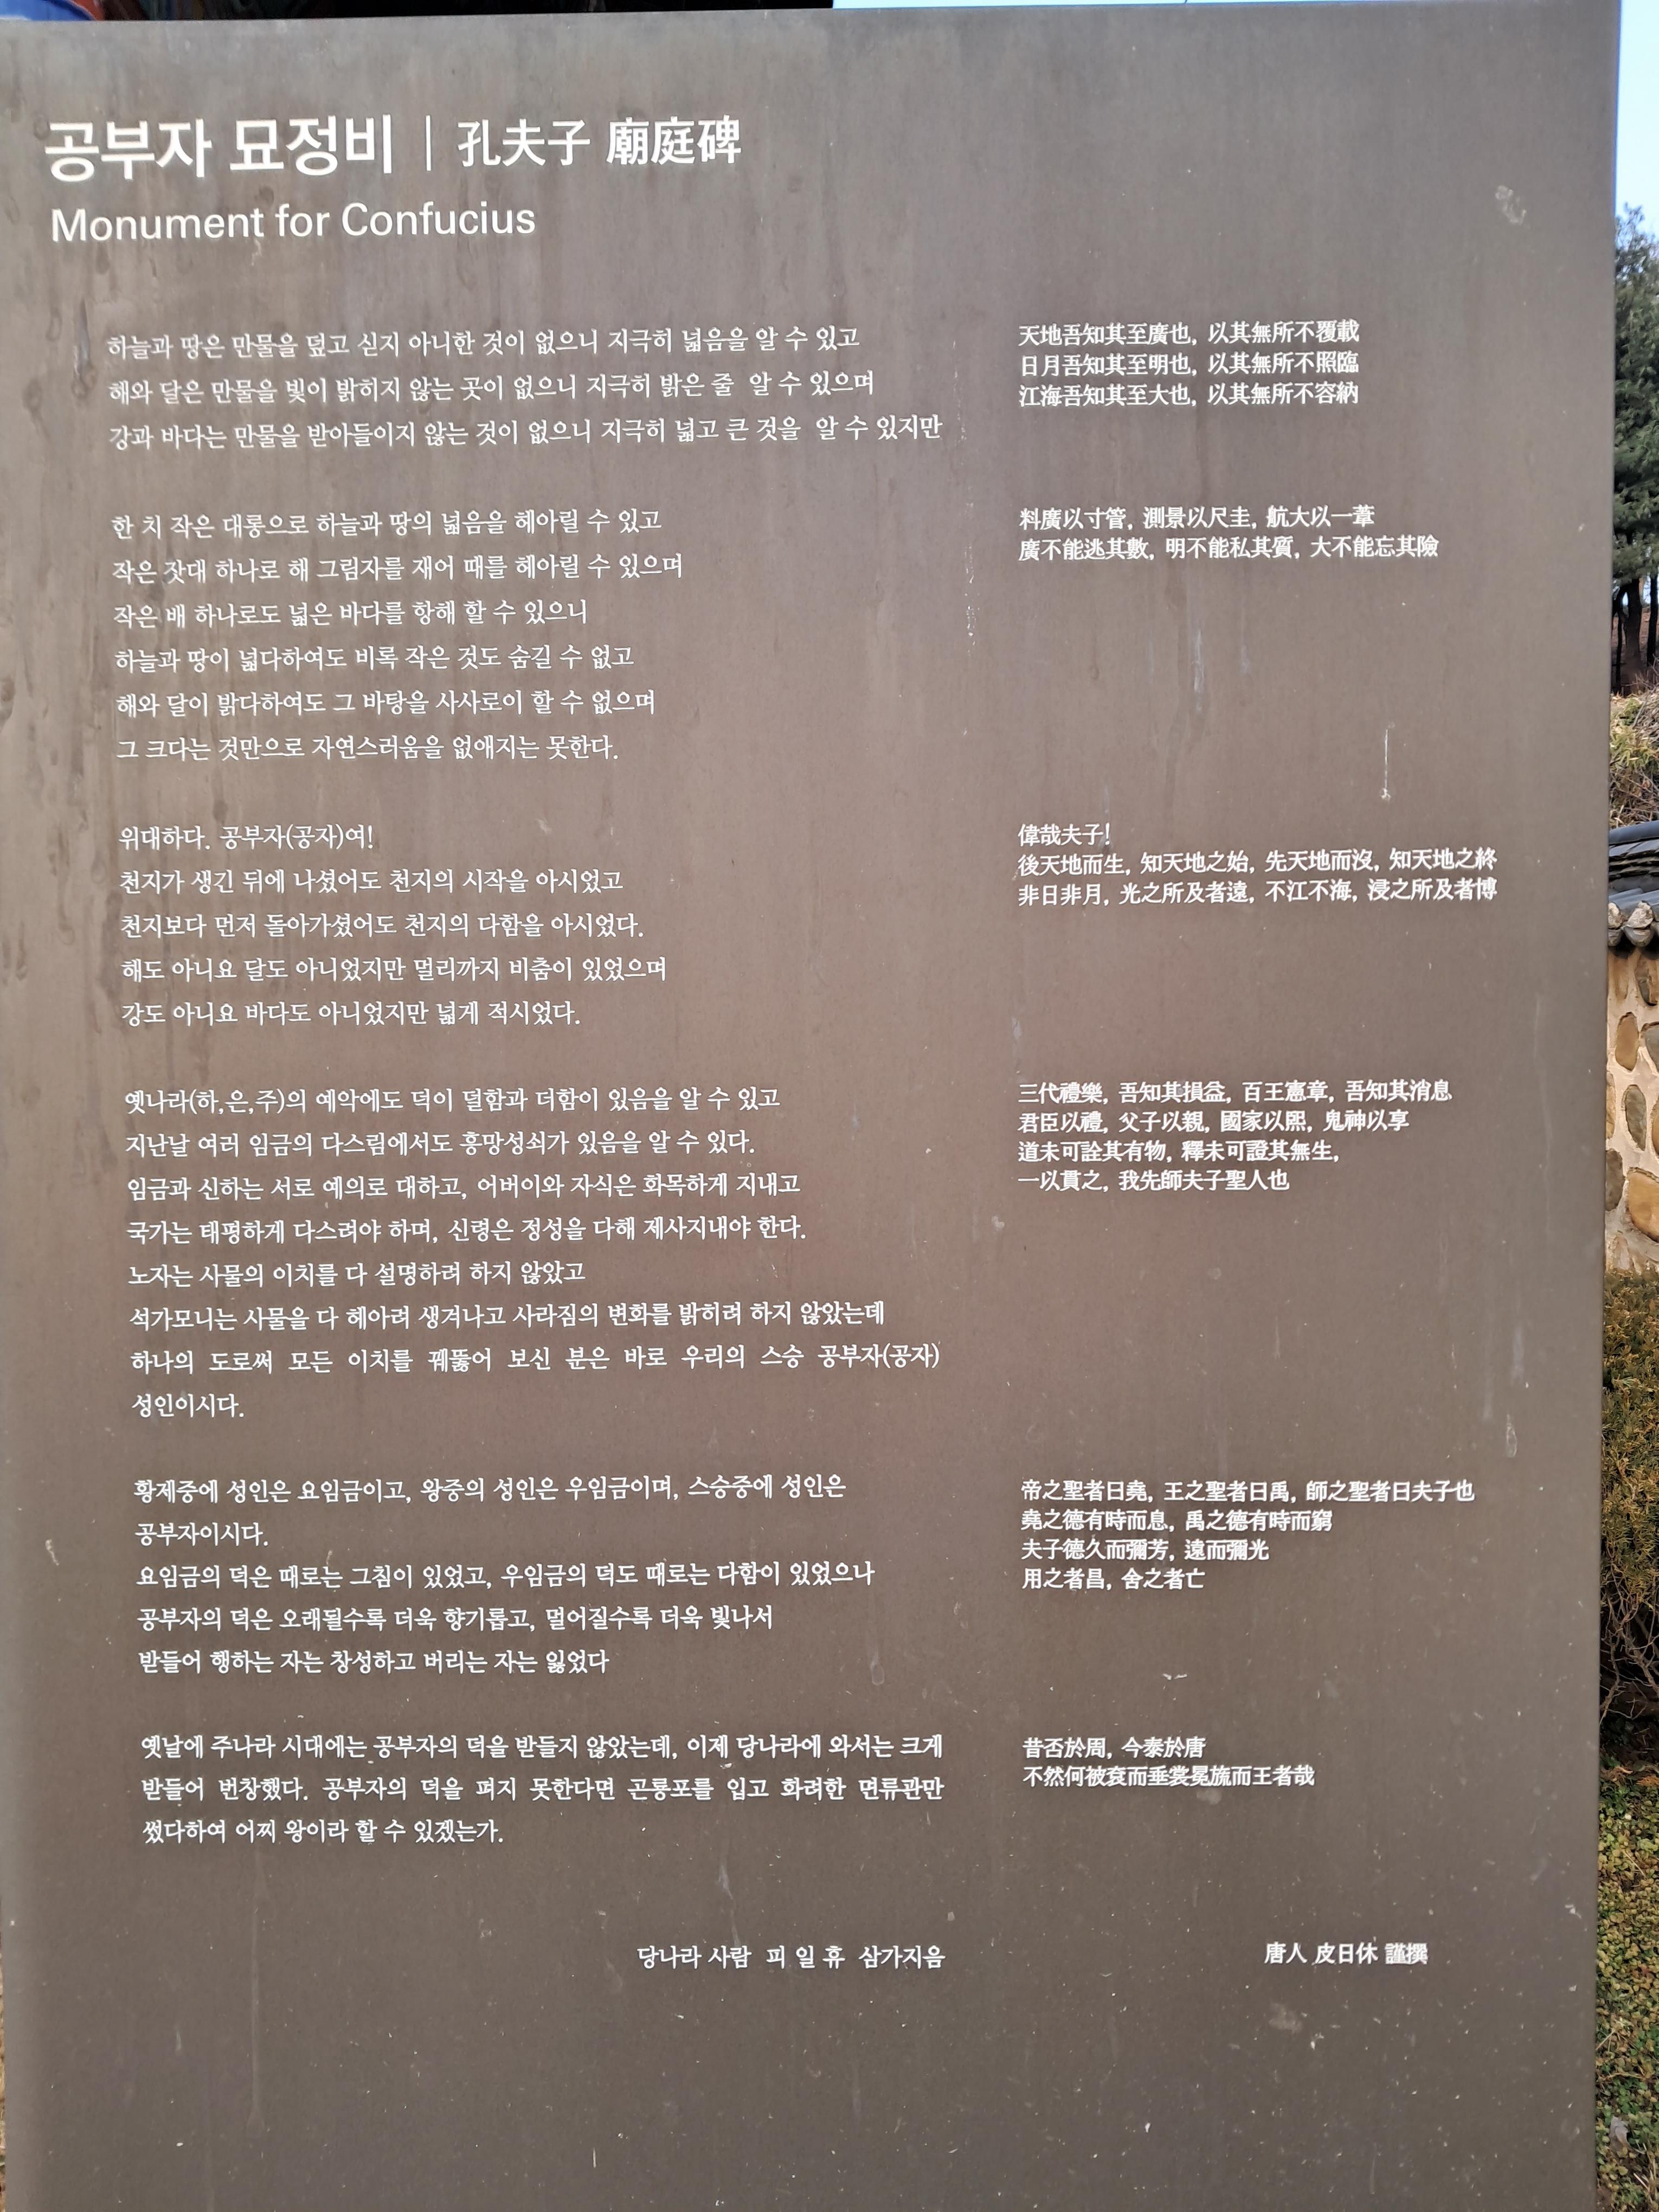 공부자 묘정비 | 孔夫子 廟庭碑
Monument for Confucius
하늘과 땅은 만물을 덮고 싣지 아니한 것이 없으니 지극히 넓음을 알 수 있고
해와 달은 만물을 빛이 밝히지 않는 곳이 없으니 지극히 밝은 줄 알 수 있으며
강과 바다는 만물을 받아들이지 않는 것이 없으니 지극히 넓고 큰 것을 알 수 있지만
天地吾知其至廣也, 以其無所不覆載
日月吾知其至明也, 以其無所不照臨
江海吾知其至大也, 以其無所不容納
한 치 작은 대롱으로 하늘과 땅의 넓음을 헤아릴 수 있고
작은 잣대 하나로 해 그림자를 재어 때를 헤아릴 수 있으며
작은 배 하나로도 넓은 바다를 항해 할 수 있으니
하늘과 땅이 넓다하여도 비록 작은 것도 숨길 수 없고
해와 달이 밝다하여도 그 바탕을 사사로이 할 수 없으며
그 크다는 것만으로 자연스러움을 없애지는 못한다.
料廣以寸管, 測景以尺圭, 航大以一葦
廣不能逃其數, 明不能私其質, 大不能忘其險
위대하다. 공부자(공자)여!
천지가 생긴 뒤에 나셨어도 천지의 시작을 아시었고
천지보다 먼저 돌아가셨어도 천지의 다함을 아시었다.
해도 아니요 달도 아니었지만 멀리까지 비춤이 있었으며
강도 아니요 바다도 아니었지만 넓게 적시었다.
偉哉夫子!
後天地而生, 知天地之始, 先天地而沒, 知天地之終
非日非月, 光之所及者遠, 不江不海, 浸之所及者博
옛나라(하,은,주)의 예악에도 덕이 덜함과 더함이 있음을 알 수 있고
지난날 여러 임금의 다스림에서도 흥망성쇠가 있음을 알 수 있다.
임금과 신하는 서로 예의로 대하고, 어버이와 자식은 화목하게 지내고
국가는 태평하게 다스려야 하며, 신령은 정성을 다해 제사지내야 한다.
노자는 사물의 이치를 다 설명하려 하지 않았고
석가모니는 사물을 다 헤아려 생겨나고 사라짐의 변화를 밝히려 하지 않았는데
하나의 도로써 모든 이치를 꿰뚫어 보신 분은 바로 우리의 스승 공부자(공자)
성인이시다.
三代禮樂, 吾知其損益, 百王憲章, 吾知其消息
君臣以禮, 父子以親, 國家以熙, 鬼神以享
道未可詮其有物, 釋未可證其無生,
一以貫之, 我先師夫子聖人也
황제중에 성인은 요임금이고, 왕중의 성인은 우임금이며, 스승중에 성인은
공부자이시다.
요임금의 덕은 때로는 그침이 있었고, 우임금의 덕도 때로는 다함이 있었으나
공부자의 덕은 오래될수록 더욱 향기롭고, 멀어질수록 더욱 빛나서
받들어 행하는 자는 창성하고 버리는 자는 잃었다
帝之聖者曰堯, 王之聖者曰禹, 師之聖者曰夫子也
堯之德有時而息, 禹之德有時而窮
夫子德久而彌芳, 遠而彌光
用之者昌, 舍之者亡
옛날에 주나라 시대에는 공부자의 덕을 받들지 않았는데, 이제 당나라에 와서는 크게
받들어 번창했다. 공부자의 덕을 펴지 못한다면 곤룡포를 입고 화려한 면류관만
썼다하여 어찌 왕이라 할 수 있겠는가.
昔否於周, 今泰於唐
不然何被袞而垂裳冕旒而王者哉
당나라 사람 피 일 휴 삼가지음
唐人 皮日休 謹撰